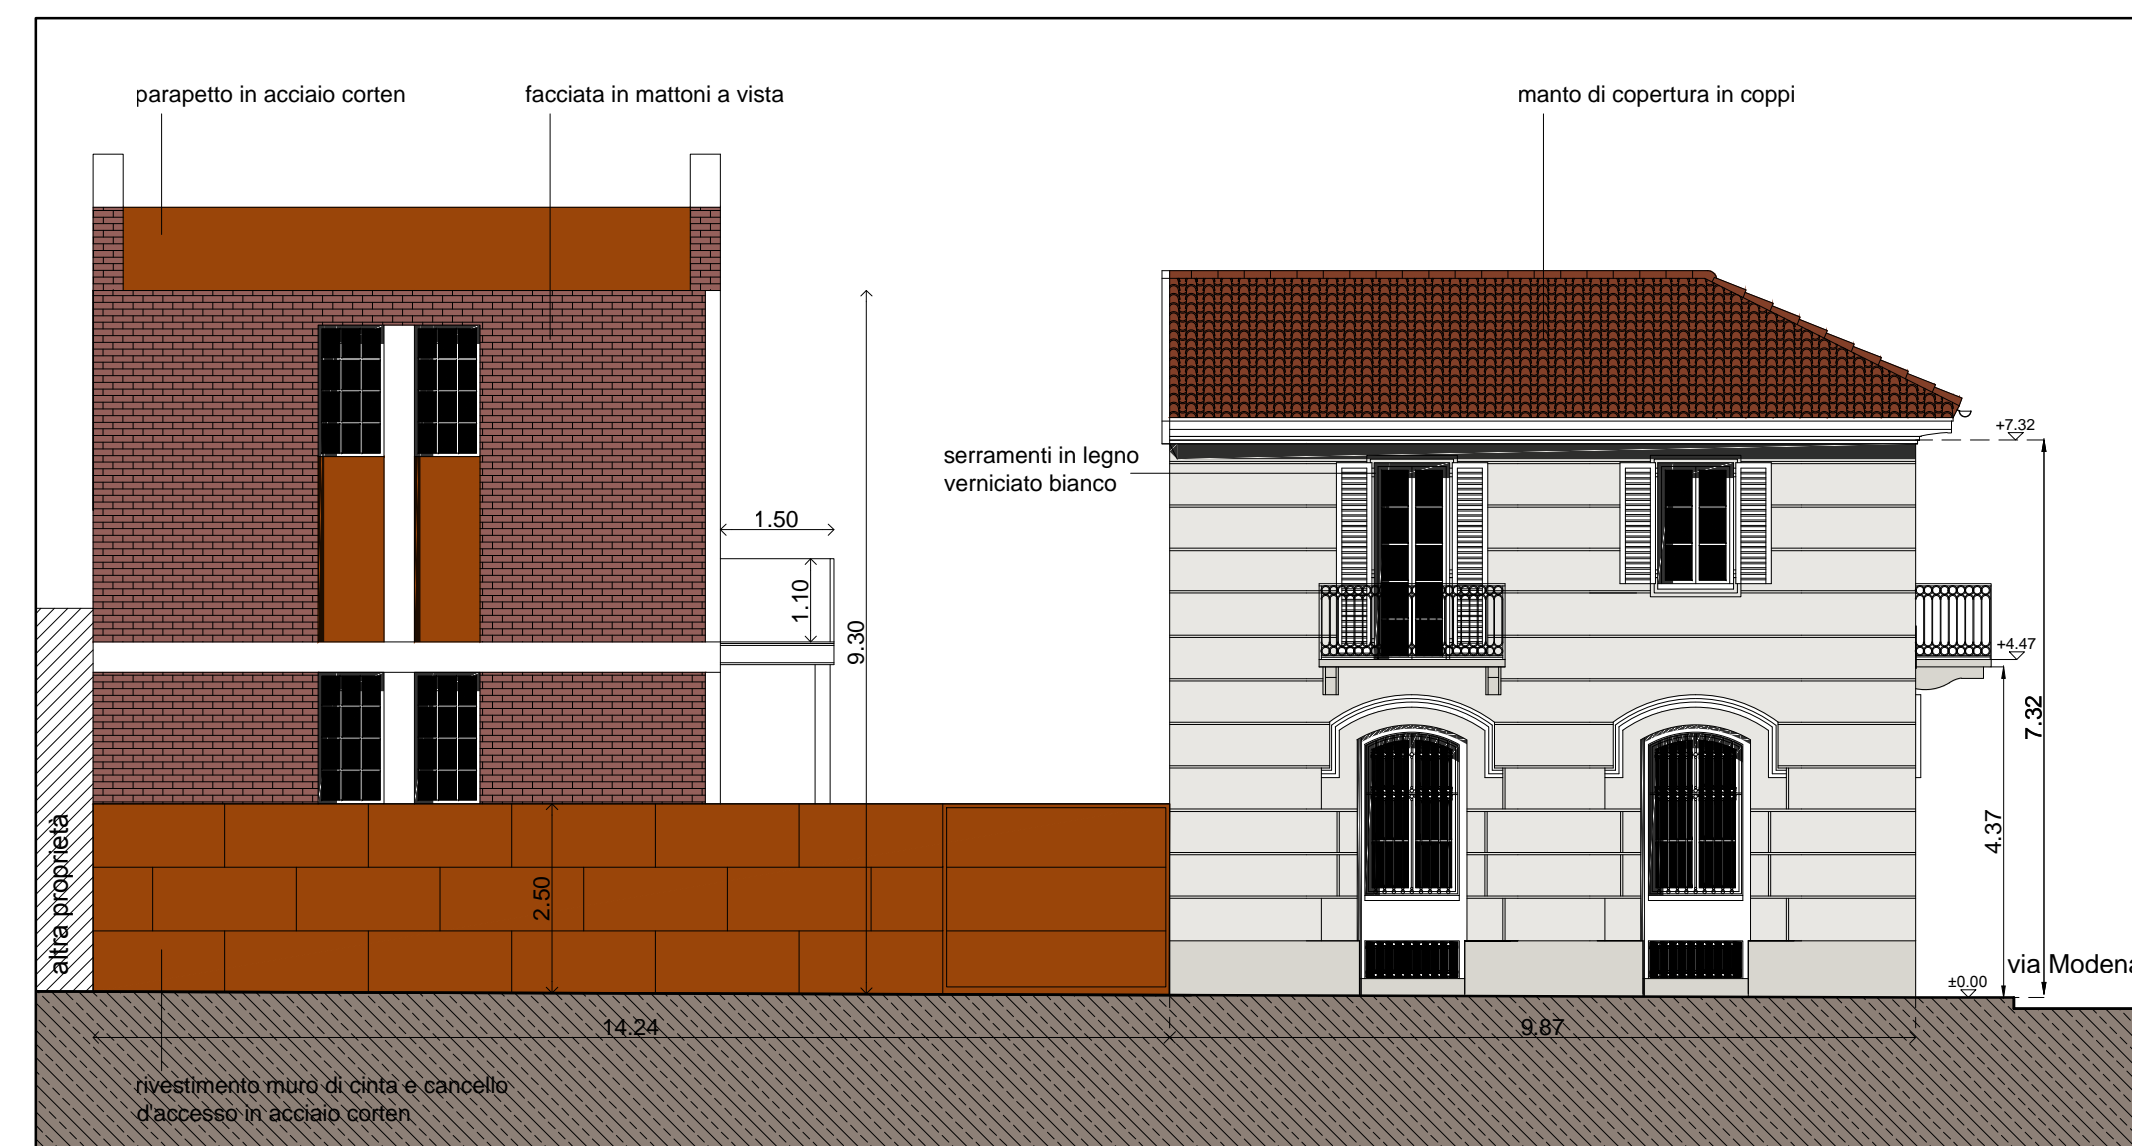 parapetto in acciaio corten
facciata in mattoni a vista
manto di copertura in coppi
+7.32
serramenti in legno
verniciato bianco
1.50
1.10
9.30
+4.47
7.32
4.37
altra proprietà
2.50
via Modena
±0.00
14.24
9.87
rivestimento muro di cinta e cancello
d'accesso in acciaio corten